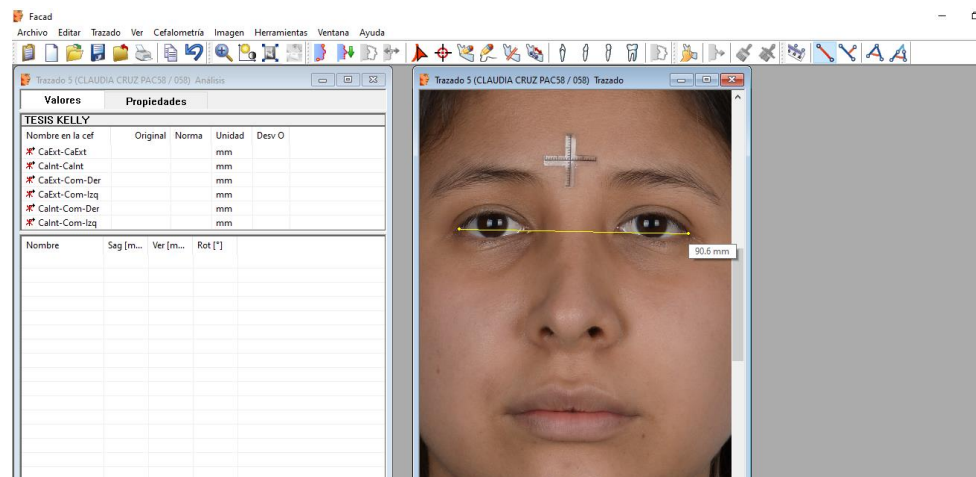 Facad
Archivo Editar Trazado Ver Cefalometría Imagen Herramientas Ventana Ayuda
Trazado 5 (CLAUDIA CRUZ PAC58 / 058) Análisis
Valores Propiedades
TESIS KELLY
Nombre en la cef Original Norma Unidad Desv O
CaExt-CaExt mm
CaInt-CaInt mm
CaExt-Com-Der mm
CaExt-Com-Izq mm
CaInt-Com-Der mm
CaInt-Com-Izq mm
Nombre Sag [m... Ver [m... Rot [°]
Trazado 5 (CLAUDIA CRUZ PAC58 / 058) Trazado
90.6 mm